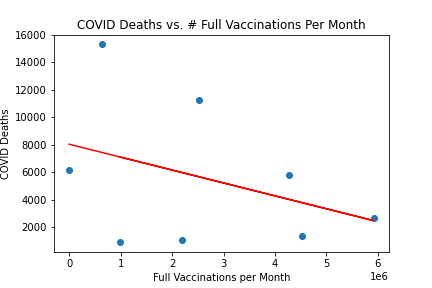 COVID Deaths vs. # Full Vaccinations Per Month
16000
14000
12000
10000
8000
6000
4000
2000
COVID Deaths
0 1 2 3 4 5 6
1e6
Full Vaccinations per Month